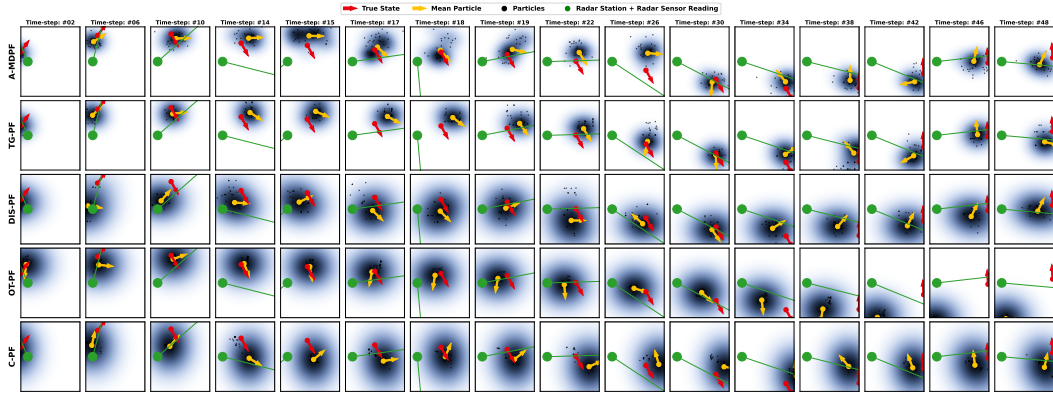 True State Mean Particle Particles Radar Station + Radar Sensor Reading
Time-step: #02 Time-step: #06 Time-step: #10 Time-step: #14 Time-step: #15 Time-step: #17 Time-step: #18 Time-step: #19 Time-step: #22 Time-step: #26 Time-step: #30 Time-step: #34 Time-step: #38 Time-step: #42 Time-step: #46 Time-step: #48
A-MDPF
TG-PF
DIS-PF
OT-PF
C-PF